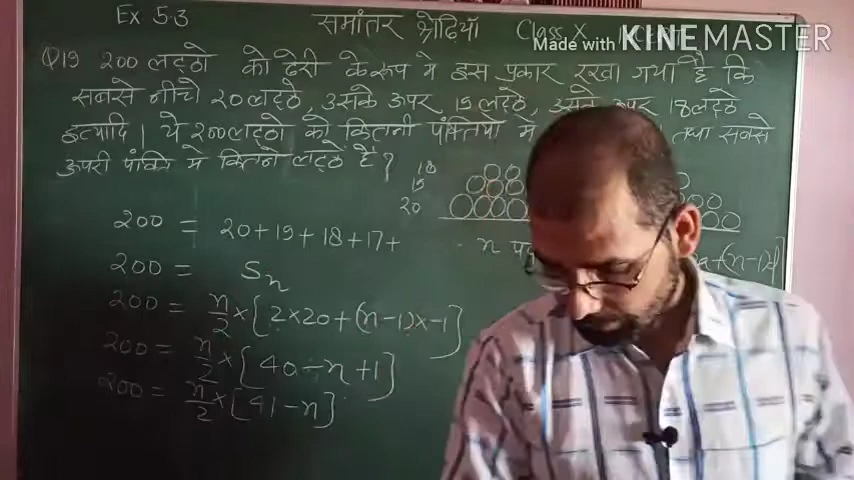 Ex 5.3
समांतर श्रेढियाँ Class X
Made with KINEMASTER
Q19 200 लट्ठो को ढेरी के रूप मे इस प्रकार रखा गया है कि
सबसे नीचे 20 लट्ठे, उसके ऊपर 19 लट्ठे, उसके ऊपर 18 लट्ठे
इत्यादि। ये 200 लट्ठो को कितनी पंक्तियो मे तथा सबसे
ऊपरी पंक्ति मे कितने लट्ठे है?
18
19
20
200 = 20+19+18+17+
n
200 = Sn
a+(n-1)d]
200 = n/2 × [2×20+(n-1)×-1]
200 = n/2 × [40-n+1]
200 = n/2 × [41-n]